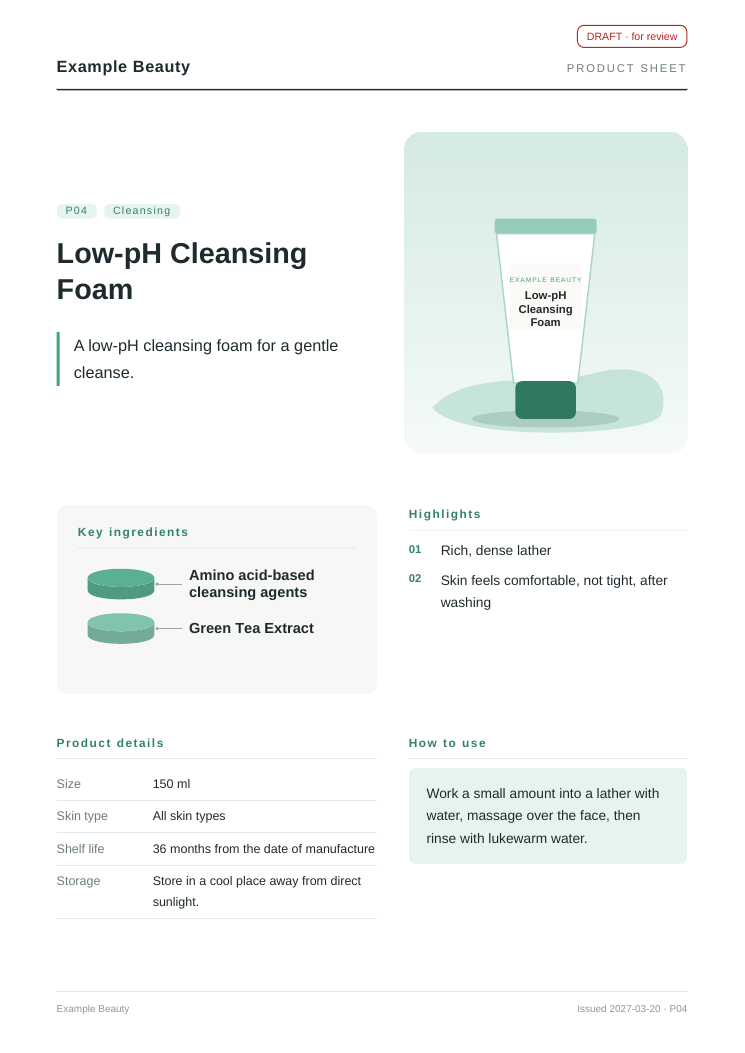 DRAFT · for review
Example Beauty
PRODUCT SHEET
P04
Cleansing
Low-pH Cleansing
Foam
A low-pH cleansing foam for a gentle
cleanse.
EXAMPLE BEAUTY
Low-pH
Cleansing
Foam
Key ingredients
Amino acid-based
cleansing agents
Green Tea Extract
Highlights
01 Rich, dense lather
02 Skin feels comfortable, not tight, after
washing
Product details
Size 150 ml
Skin type All skin types
Shelf life 36 months from the date of manufacture
Storage Store in a cool place away from direct
sunlight.
How to use
Work a small amount into a lather with
water, massage over the face, then
rinse with lukewarm water.
Example Beauty
Issued 2027-03-20 · P04